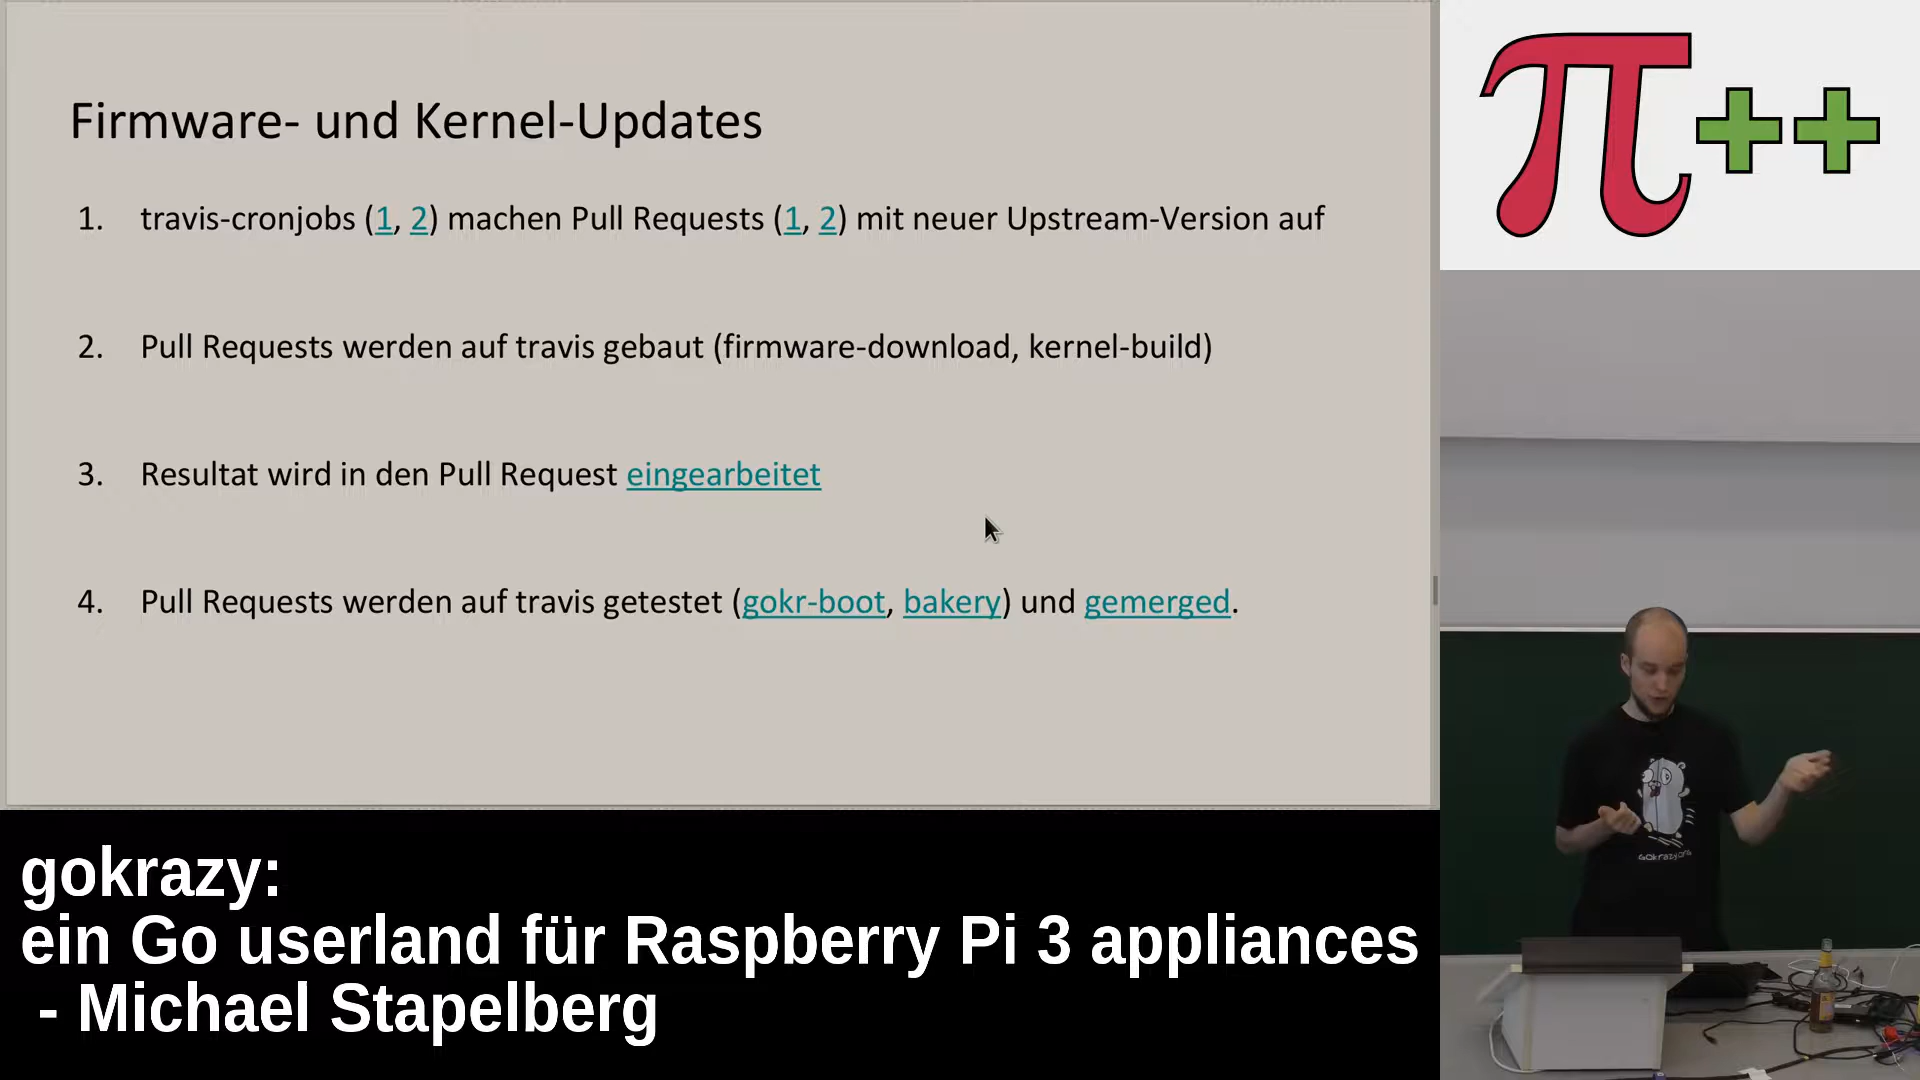 Firmware- und Kernel-Updates
1. travis-cronjobs (1, 2) machen Pull Requests (1, 2) mit neuer Upstream-Version auf
2. Pull Requests werden auf travis gebaut (firmware-download, kernel-build)
3. Resultat wird in den Pull Request eingearbeitet
4. Pull Requests werden auf travis getestet (gokr-boot, bakery) und gemerged.
π++
gokrazy.org
gokrazy:
ein Go userland für Raspberry Pi 3 appliances
- Michael Stapelberg